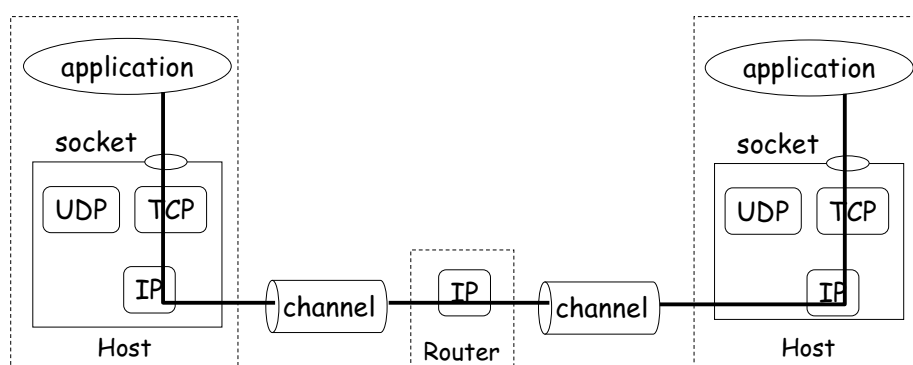 application
socket
UDP
TCP
IP
Host
channel
IP
Router
channel
application
socket
UDP
TCP
IP
Host